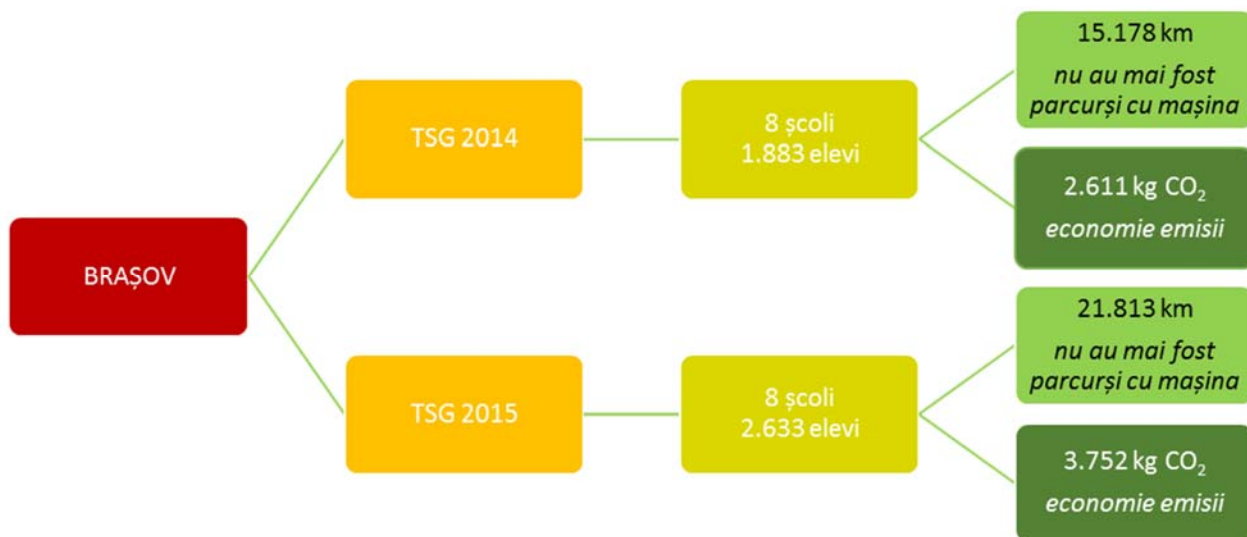 BRAȘOV
TSG 2014
8 școli
1.883 elevi
15.178 km
nu au mai fost
parcurși cu mașina
2.611 kg CO₂
economie emisii
TSG 2015
8 școli
2.633 elevi
21.813 km
nu au mai fost
parcurși cu mașina
3.752 kg CO₂
economie emisii